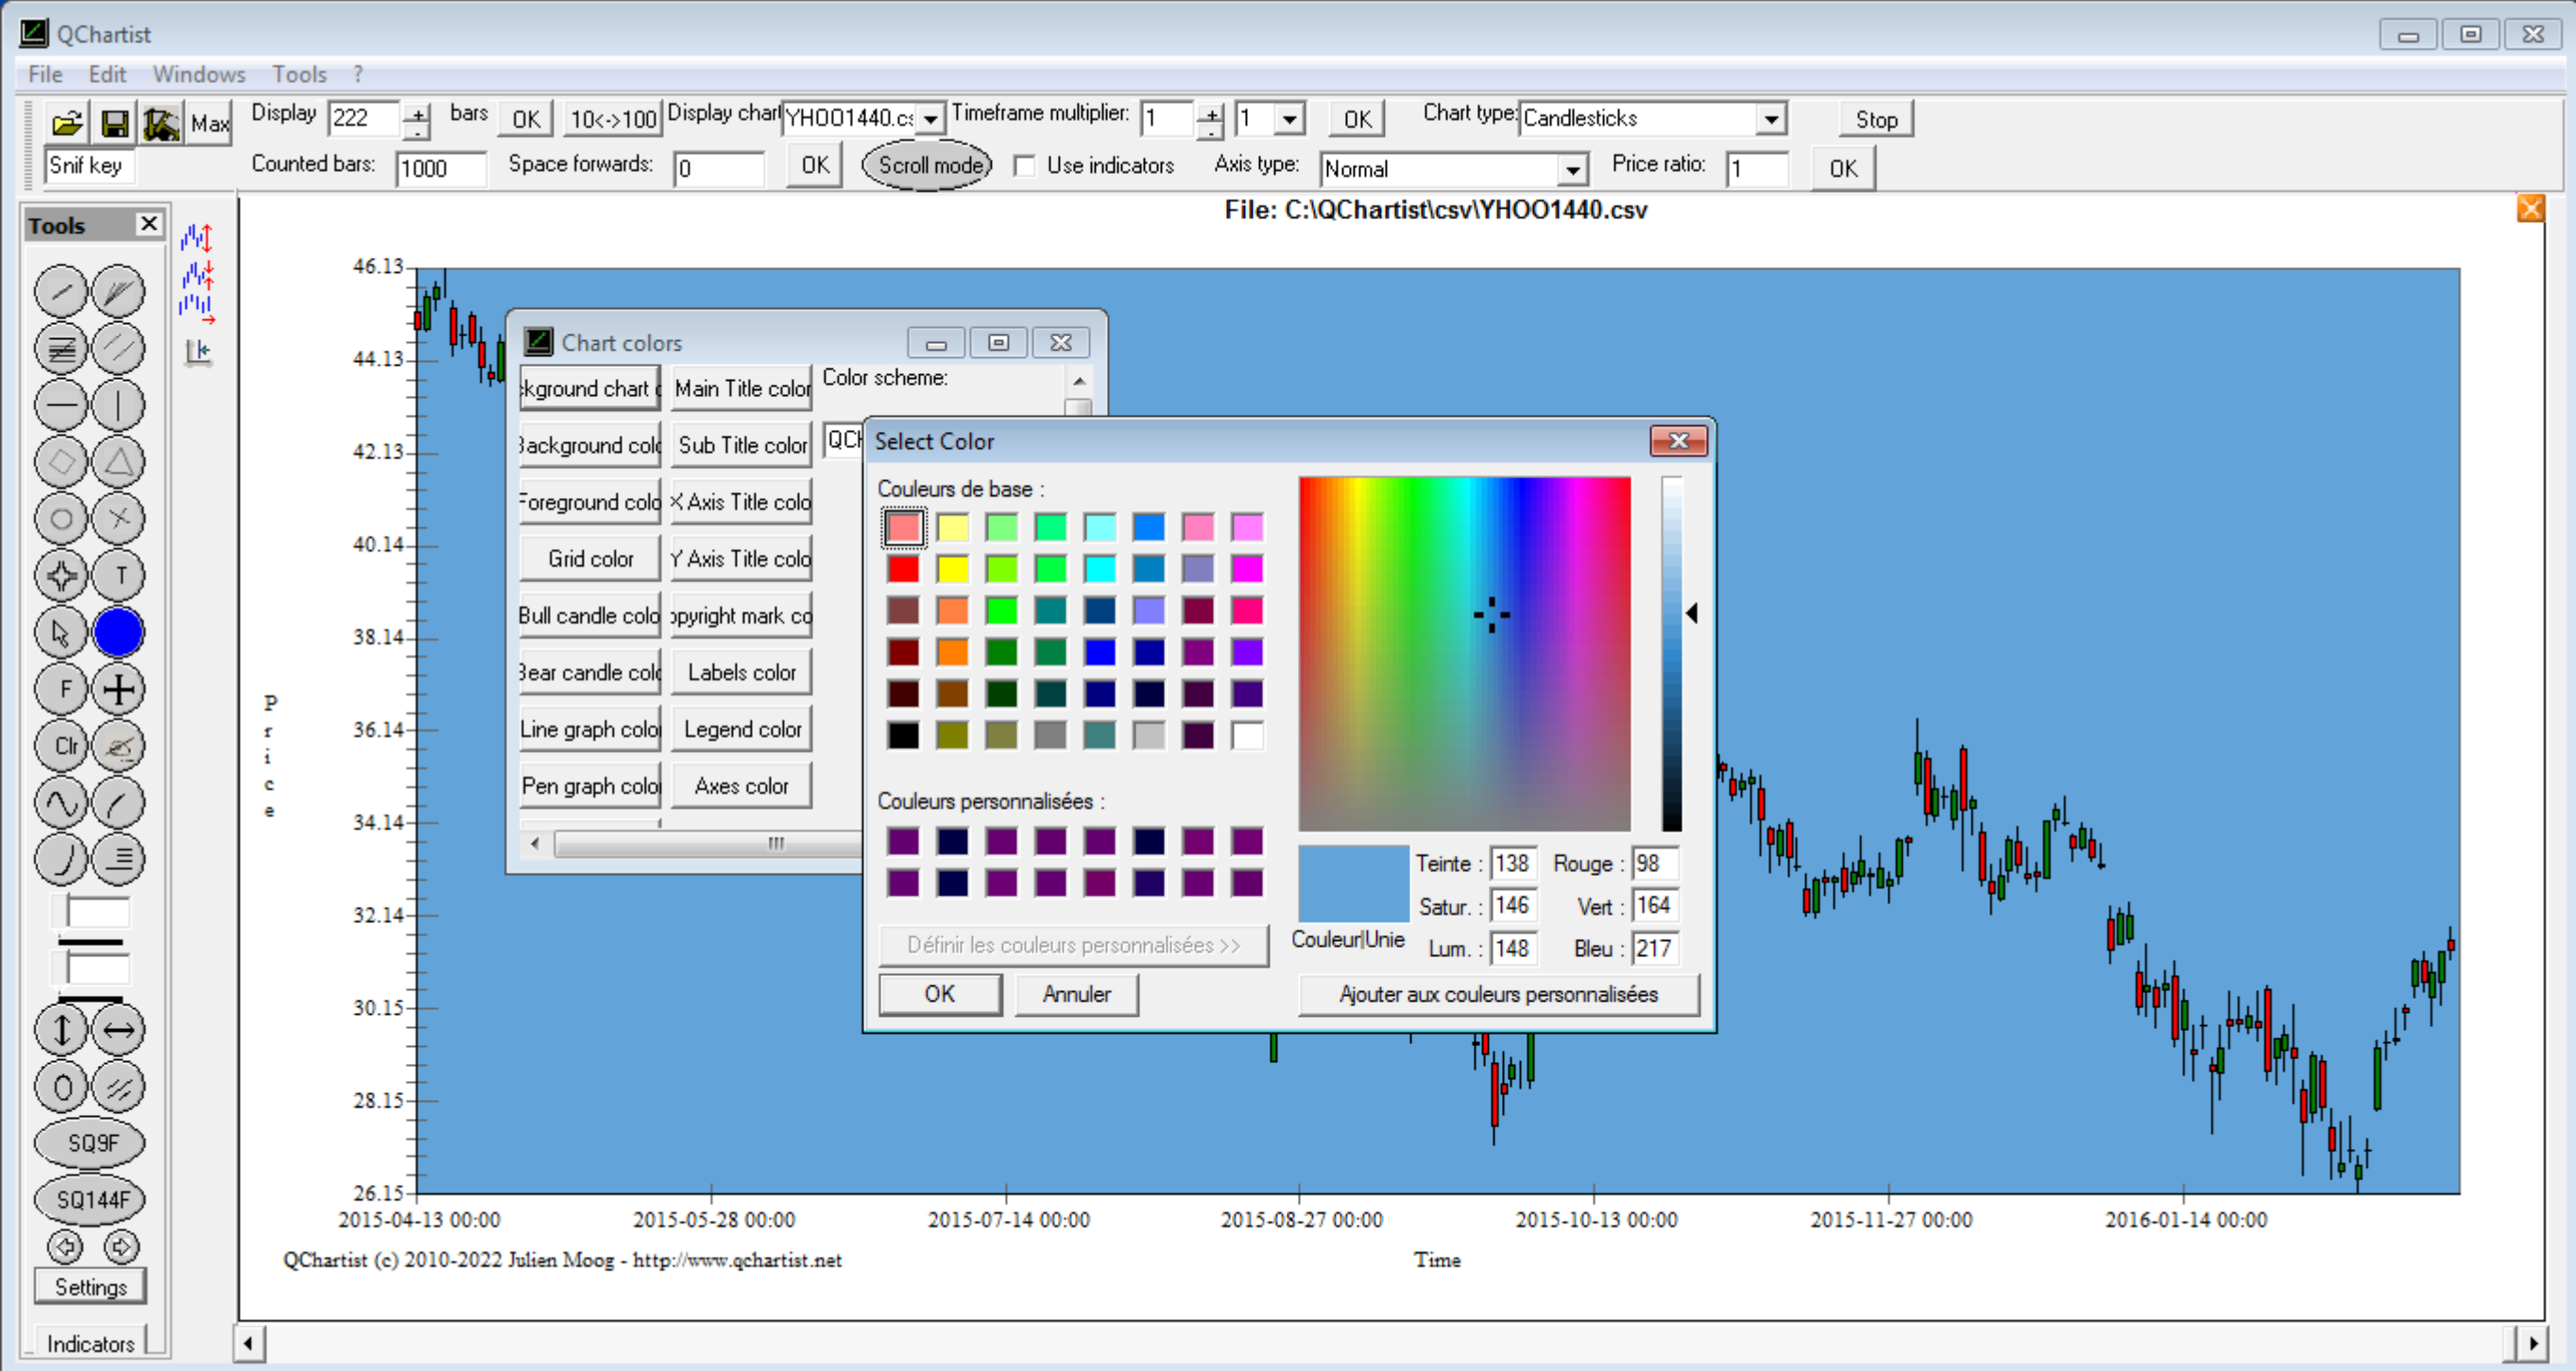 QChartist
File Edit Windows Tools ?
Display 222 bars OK 10<->100 Display chart YHOO1440.cs Timeframe multiplier: 1 1 OK Chart type: Candlesticks Stop
Max
Snif key Counted bars: 1000 Space forwards: 0 OK Scroll mode Use indicators Axis type: Normal Price ratio: 1 OK
File: C:\QChartist\csv\YHOO1440.csv
Tools
T
F
Clr
SQ9F
SQ144F
Settings
Indicators
46.13
44.13
42.13
40.14
38.14
36.14
34.14
32.14
30.15
28.15
26.15
Price
Chart colors
ckground chart c Main Title color Color scheme:
Background colo Sub Title color QCH
Foreground colo X Axis Title colo
Grid color Y Axis Title colo
Bull candle colo opyright mark co
Bear candle colo Labels color
Line graph color Legend color
Pen graph color Axes color
Select Color
Couleurs de base :
Couleurs personnalisées :
Définir les couleurs personnalisées >>
OK Annuler
Couleur|Unie
Teinte : 138 Rouge : 98
Satur. : 146 Vert : 164
Lum. : 148 Bleu : 217
Ajouter aux couleurs personnalisées
2015-04-13 00:00 2015-05-28 00:00 2015-07-14 00:00 2015-08-27 00:00 2015-10-13 00:00 2015-11-27 00:00 2016-01-14 00:00
QChartist (c) 2010-2022 Julien Moog - http://www.qchartist.net
Time